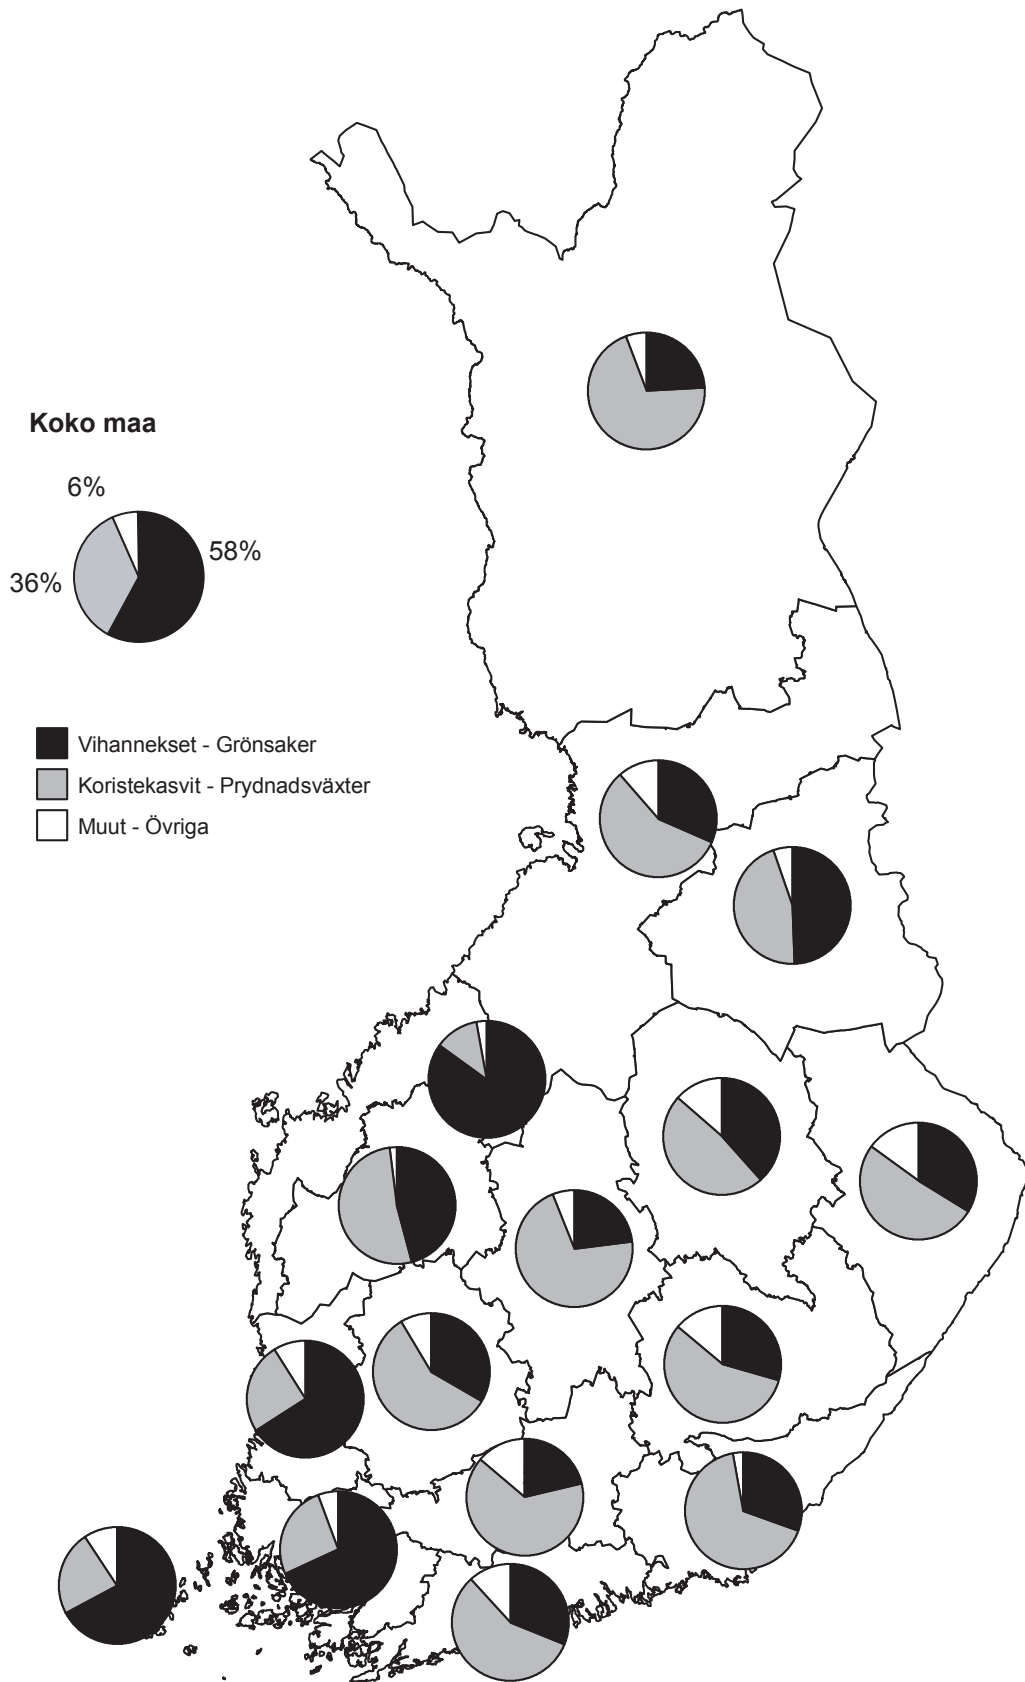 Koko maa
6%
58%
36%
Vihannekset - Grönsaker
Koristekasvit - Prydnadsväxter
Muut - Övriga